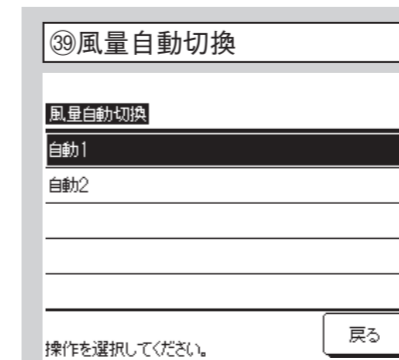 ㊴風量自動切換
風量自動切換
自動1
自動2
操作を選択してください。
戻る